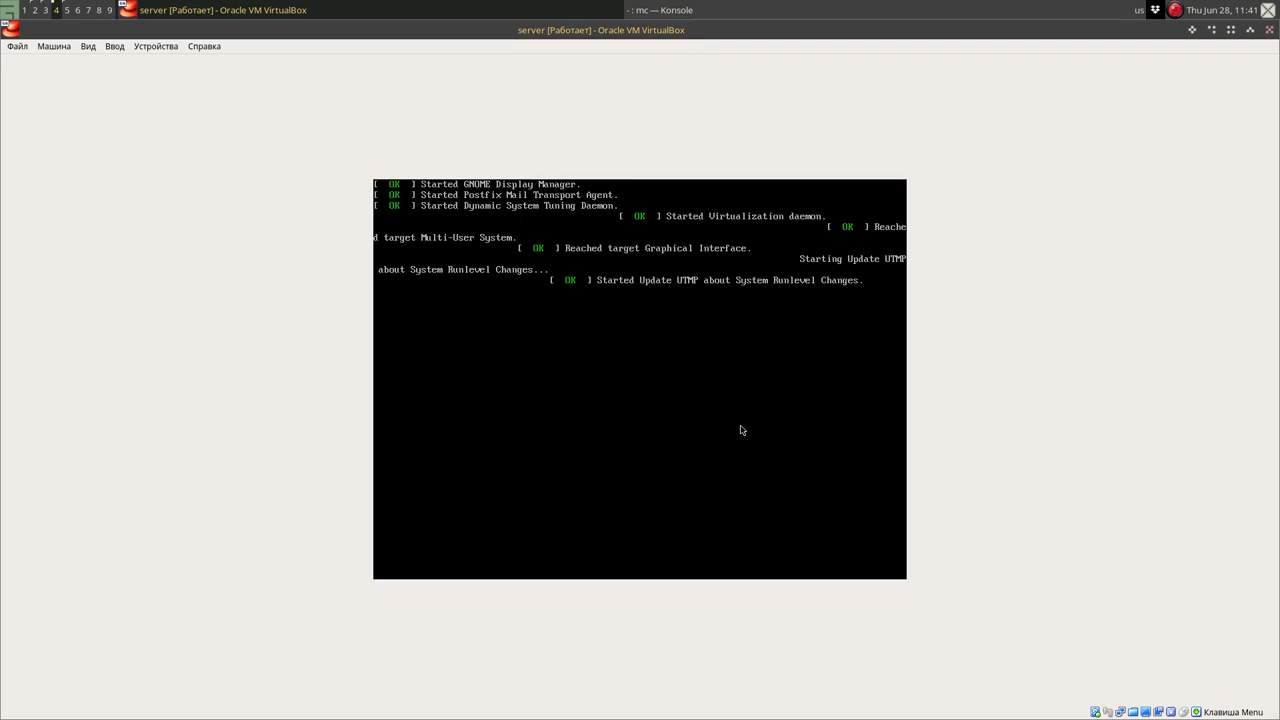 1 2 3 4 5 6 7 8 9 server [Работает] - Oracle VM VirtualBox - : mc — Konsole us Thu Jun 28, 11:41
server [Работает] - Oracle VM VirtualBox
Файл Машина Вид Ввод Устройства Справка
[ OK ] Started GNOME Display Manager.
[ OK ] Started Postfix Mail Transport Agent.
[ OK ] Started Dynamic System Tuning Daemon.
[ OK ] Started Virtualization daemon.
[ OK ] Reache
d target Multi-User System.
[ OK ] Reached target Graphical Interface.
Starting Update UTMP
about System Runlevel Changes...
[ OK ] Started Update UTMP about System Runlevel Changes.
Клавиша Menu